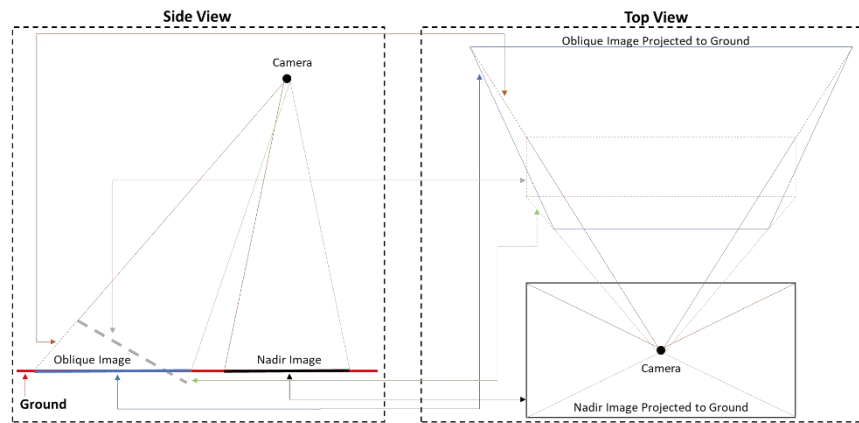 Side View
Camera
Oblique Image
Nadir Image
Ground
Top View
Oblique Image Projected to Ground
Camera
Nadir Image Projected to Ground